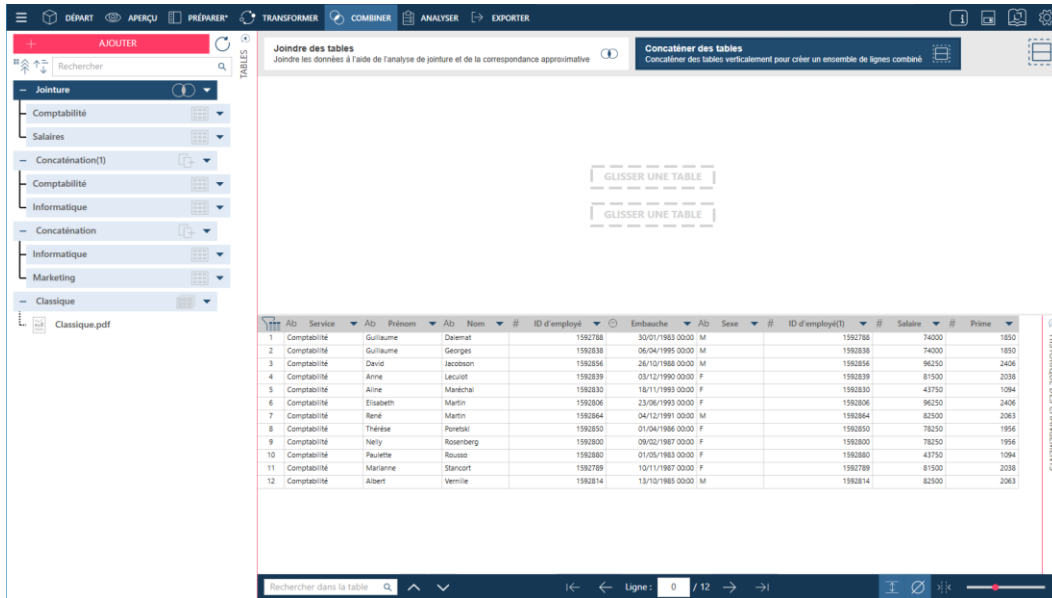 DÉPART APERÇU PRÉPARER* TRANSFORMER COMBINER ANALYSER EXPORTER
AJOUTER
Rechercher
TABLES
Jointure
Comptabilité
Salaires
Concaténation(1)
Comptabilité
Informatique
Concaténation
Informatique
Marketing
Classique
Classique.pdf
Joindre des tables
Joindre les données à l'aide de l'analyse de jointure et de la correspondance approximative
Concaténer des tables
Concaténer des tables verticalement pour créer un ensemble de lignes combiné
GLISSER UNE TABLE
GLISSER UNE TABLE
Ab Service Ab Prénom Ab Nom # ID d'employé Embauche Ab Sexe # ID d'employé(1) # Salaire # Prime
1 Comptabilité Guillaume Dalemat 1592788 30/01/1983 00:00 M 1592788 74000 1850
2 Comptabilité Guillaume Georges 1592838 06/04/1995 00:00 M 1592838 74000 1850
3 Comptabilité David Jacobson 1592856 26/10/1988 00:00 M 1592856 96250 2406
4 Comptabilité Anne Leculot 1592839 03/12/1990 00:00 F 1592839 81500 2038
5 Comptabilité Aline Maréchal 1592830 18/11/1993 00:00 F 1592830 43750 1094
6 Comptabilité Elisabeth Martin 1592806 23/06/1993 00:00 F 1592806 96250 2406
7 Comptabilité René Martin 1592864 04/12/1991 00:00 M 1592864 82500 2063
8 Comptabilité Thérèse Poretski 1592850 01/04/1986 00:00 F 1592850 78250 1956
9 Comptabilité Nelly Rosenberg 1592800 09/02/1987 00:00 F 1592800 78250 1956
10 Comptabilité Paulette Rousso 1592880 01/05/1983 00:00 F 1592880 43750 1094
11 Comptabilité Marianne Stancort 1592789 10/11/1987 00:00 F 1592789 81500 2038
12 Comptabilité Albert Vernille 1592814 13/10/1985 00:00 M 1592814 82500 2063
Rechercher dans la table Ligne : 0 / 12